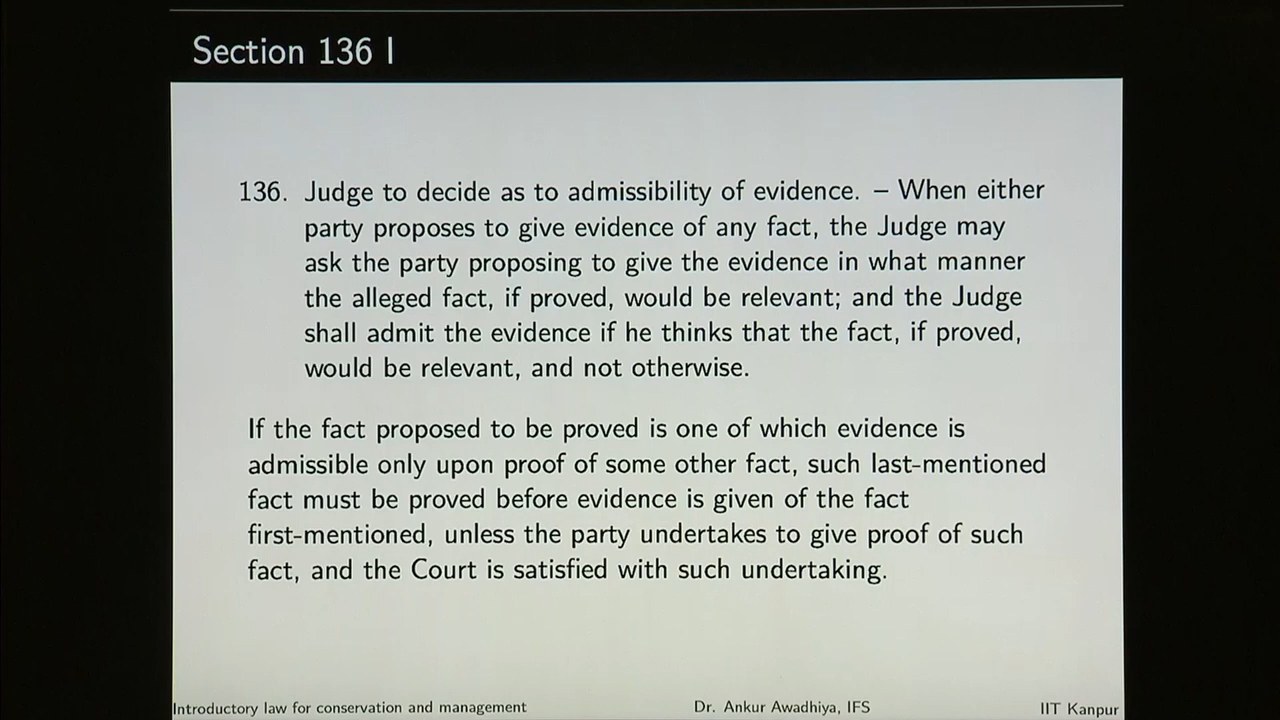 Section 136 I
136. Judge to decide as to admissibility of evidence. – When either
party proposes to give evidence of any fact, the Judge may
ask the party proposing to give the evidence in what manner
the alleged fact, if proved, would be relevant; and the Judge
shall admit the evidence if he thinks that the fact, if proved,
would be relevant, and not otherwise.
If the fact proposed to be proved is one of which evidence is
admissible only upon proof of some other fact, such last-mentioned
fact must be proved before evidence is given of the fact
first-mentioned, unless the party undertakes to give proof of such
fact, and the Court is satisfied with such undertaking.
Introductory law for conservation and management Dr. Ankur Awadhiya, IFS IIT Kanpur